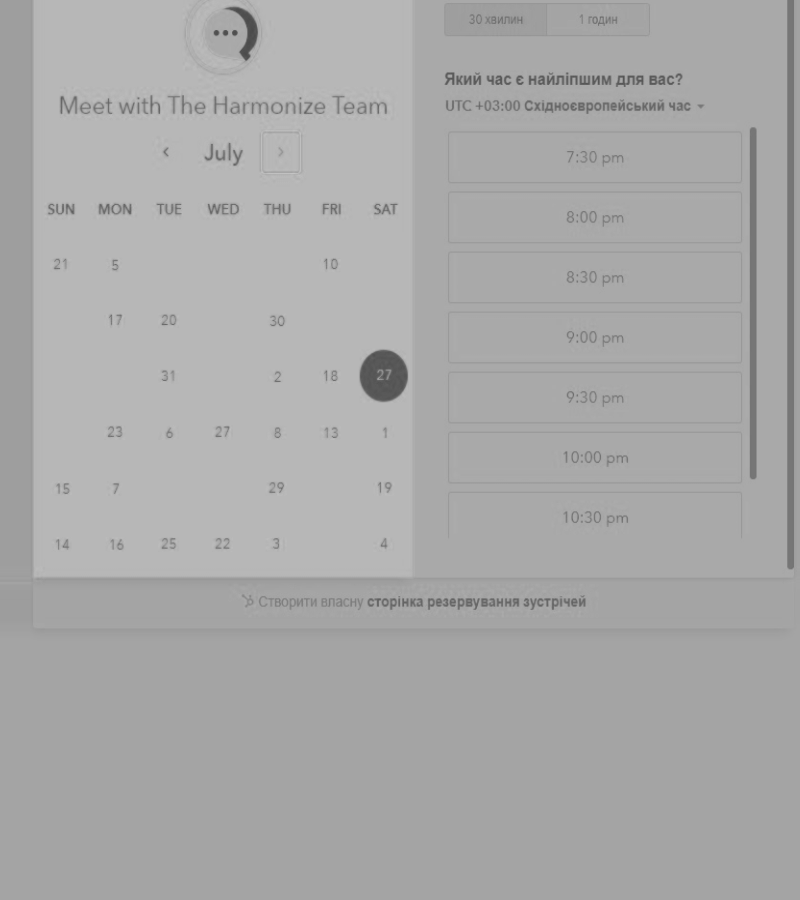 Meet with The Harmonize Team
July
SUN MON TUE WED THU FRI SAT
21 5 10
17 20 30
31 2 18 27
23 6 27 8 13 1
15 7 29 19
14 16 25 22 3 4
30 хвилин 1 годин
Який час є найліпшим для вас?
UTC +03:00 Східноєвропейський час
7:30 pm
8:00 pm
8:30 pm
9:00 pm
9:30 pm
10:00 pm
10:30 pm
Створити власну сторінка резервування зустрічей